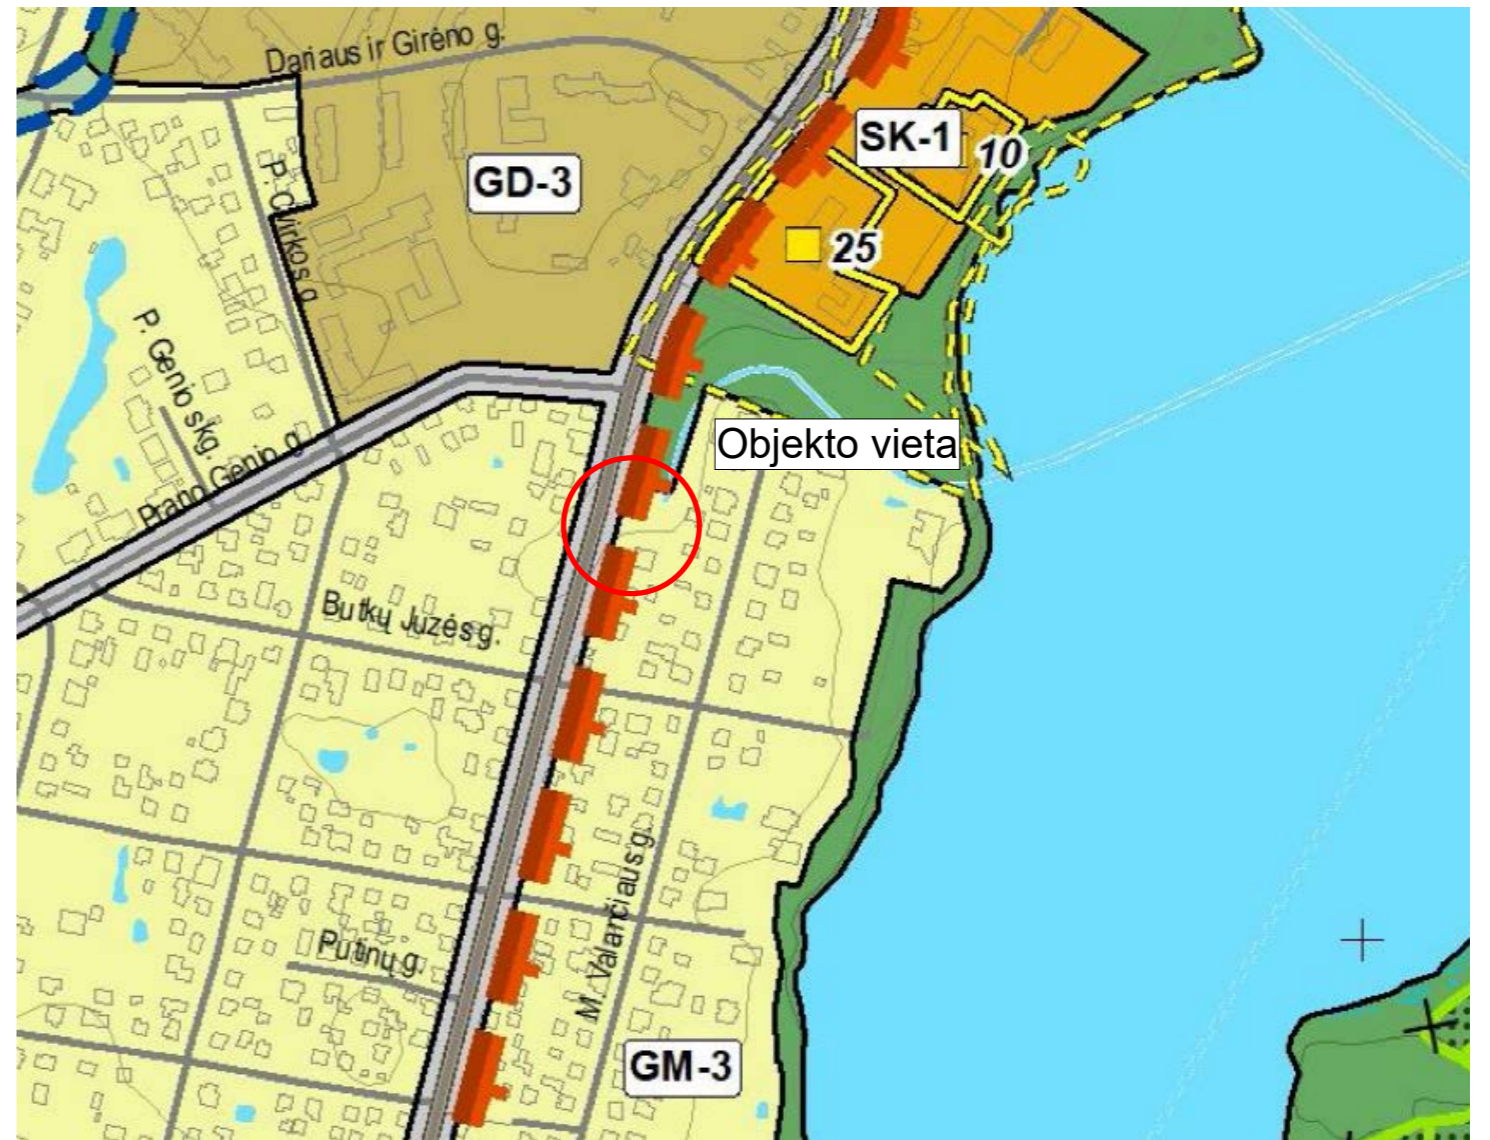 Dariaus ir Girėno g.
SK-1
10
GD-3
P. Cvirkos g.
25
P. Genio skg.
Objekto vieta
Prano Genio g.
Butkų Juzės g.
M. Valančiaus g.
Putinų g.
GM-3